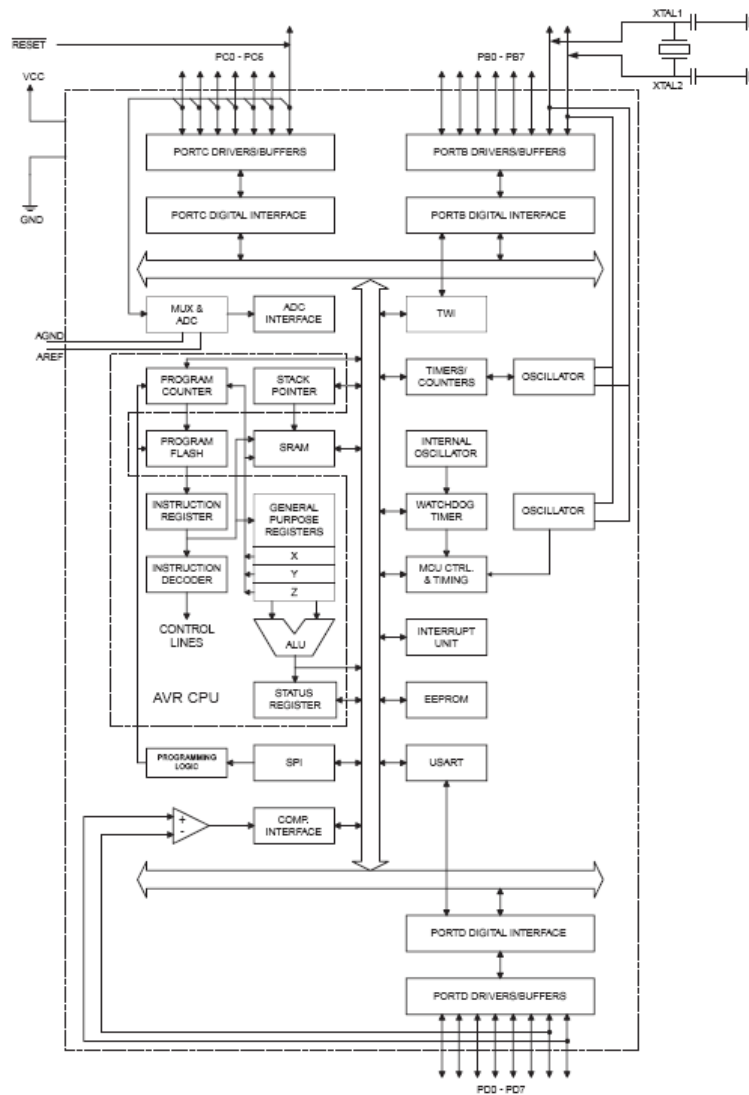 XTAL1
RESET
PC0 - PC6
PB0 - PB7
VCC
XTAL2
PORTC DRIVERS/BUFFERS
PORTB DRIVERS/BUFFERS
PORTC DIGITAL INTERFACE
PORTB DIGITAL INTERFACE
GND
MUX &
ADC
ADC
INTERFACE
TWI
AGND
AREF
PROGRAM
COUNTER
STACK
POINTER
TIMERS/
COUNTERS
OSCILLATOR
PROGRAM
FLASH
SRAM
INTERNAL
OSCILLATOR
INSTRUCTION
REGISTER
GENERAL
PURPOSE
REGISTERS
WATCHDOG
TIMER
OSCILLATOR
X
INSTRUCTION
DECODER
Y
MCU CTRL.
& TIMING
Z
CONTROL
LINES
ALU
INTERRUPT
UNIT
AVR CPU
STATUS
REGISTER
EEPROM
PROGRAMMING
LOGIC
SPI
USART
+
-
COMP.
INTERFACE
PORTD DIGITAL INTERFACE
PORTD DRIVERS/BUFFERS
PD0 - PD7